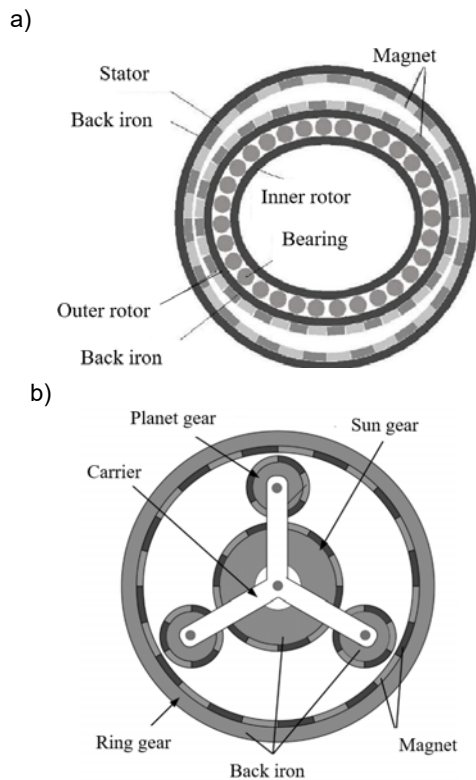 a)
Magnet
Stator
Back iron
Inner rotor
Bearing
Outer rotor
Back iron
b)
Planet gear
Sun gear
Carrier
Ring gear
Magnet
Back iron